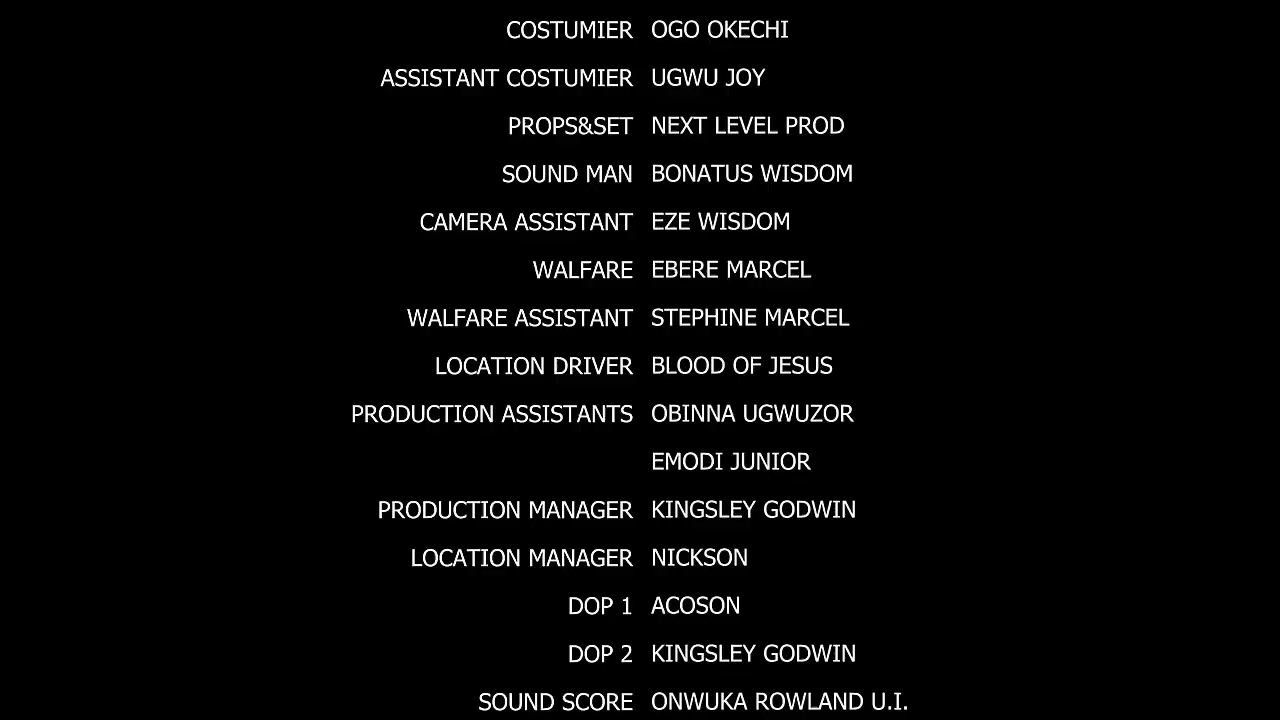 COSTUMIER OGO OKECHI
ASSISTANT COSTUMIER UGWU JOY
PROPS&SET NEXT LEVEL PROD
SOUND MAN BONATUS WISDOM
CAMERA ASSISTANT EZE WISDOM
WALFARE EBERE MARCEL
WALFARE ASSISTANT STEPHINE MARCEL
LOCATION DRIVER BLOOD OF JESUS
PRODUCTION ASSISTANTS OBINNA UGWUZOR
EMODI JUNIOR
PRODUCTION MANAGER KINGSLEY GODWIN
LOCATION MANAGER NICKSON
DOP 1 ACOSON
DOP 2 KINGSLEY GODWIN
SOUND SCORE ONWUKA ROWLAND U.I.